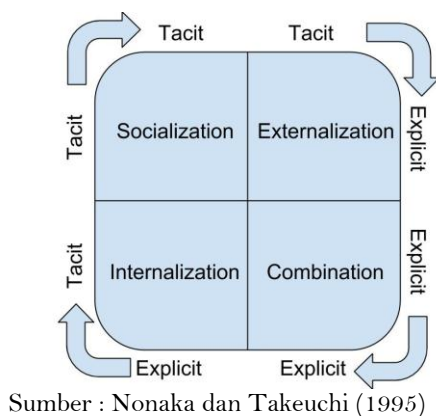 Tacit Tacit
Tacit Socialization Externalization Explicit
Tacit Internalization Combination Explicit
Explicit Explicit
Sumber : Nonaka dan Takeuchi (1995)